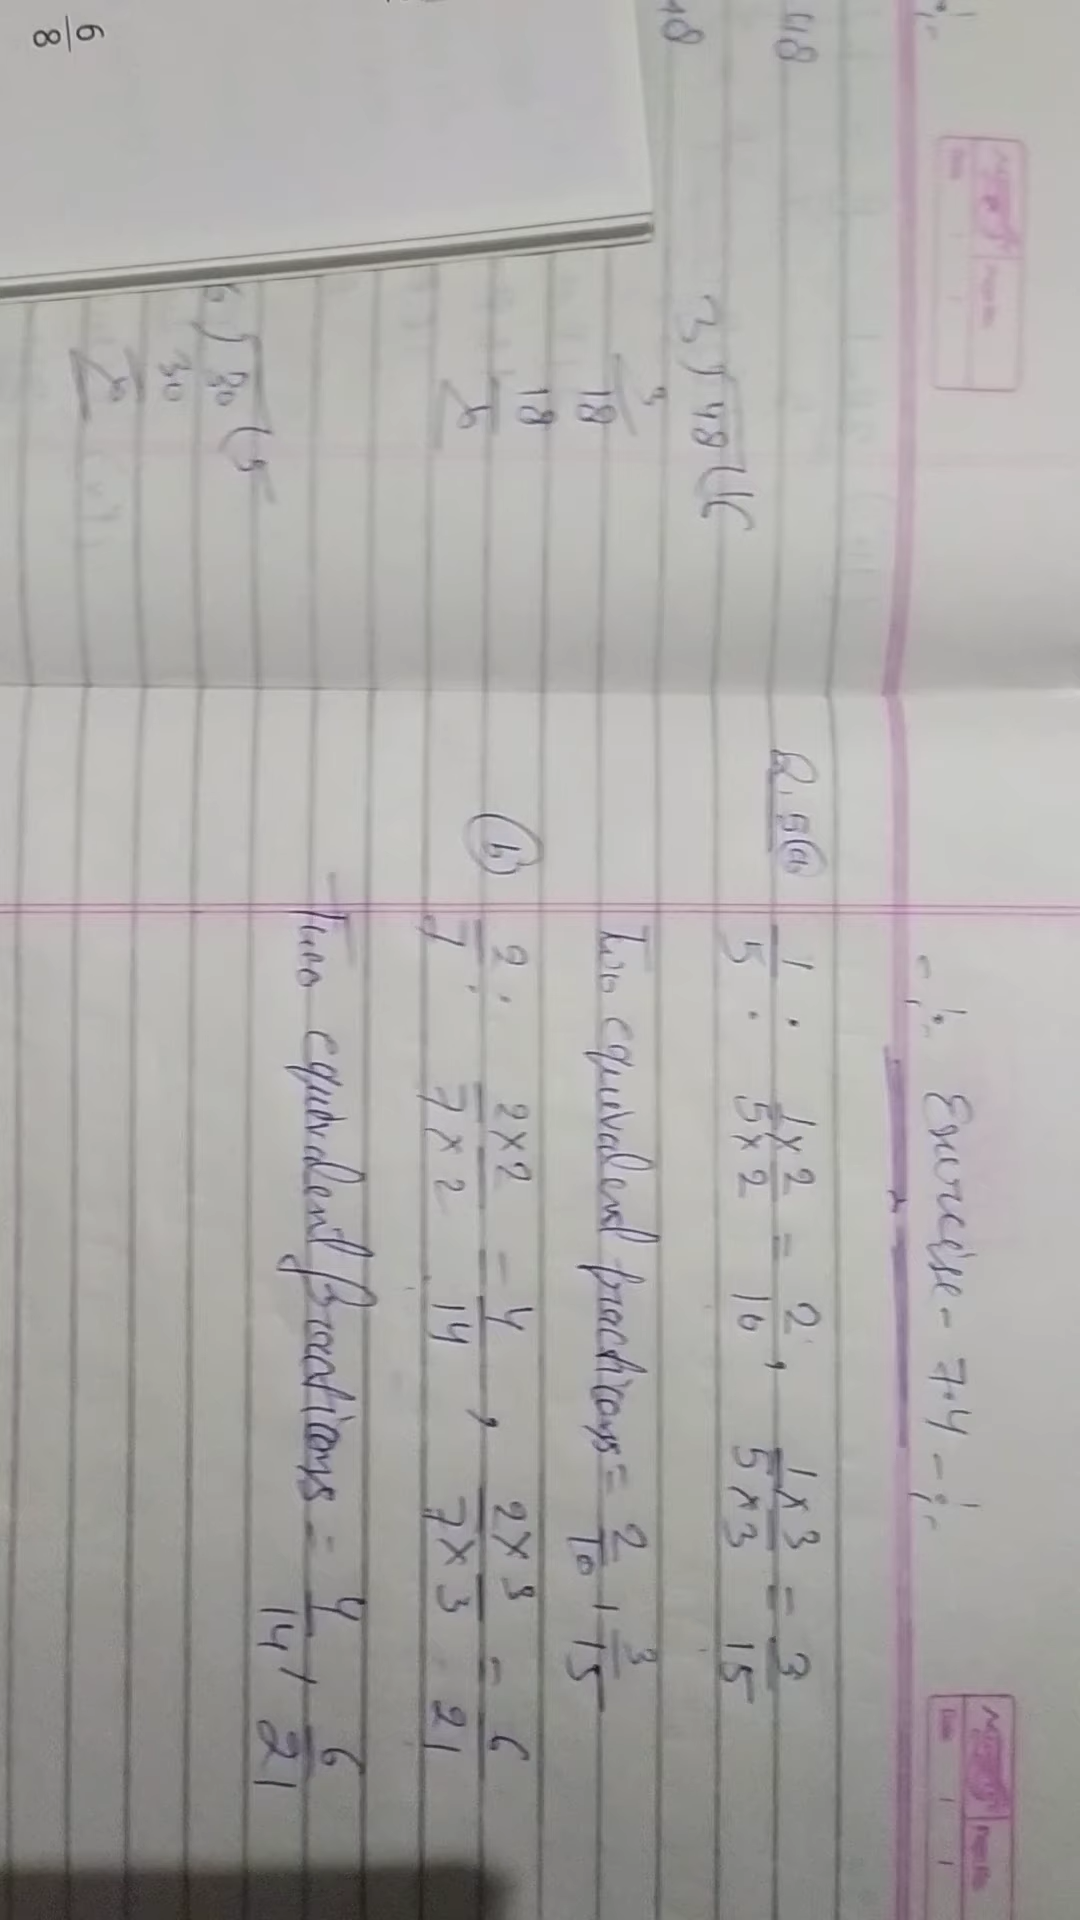 48
48
6/8
3)48(16
3
18
18
6)30(5
30
Exercise - 7.4
Q.5(a) 1/5 : 1×2/5×2 = 2/10 , 1×3/5×3 = 3/15
Two equivalent fractions = 2/10 , 3/15
(b) 2/7 : 2×2/7×2 = 4/14 , 2×3/7×3 = 6/21
Two equivalent fractions = 4/14 , 6/21